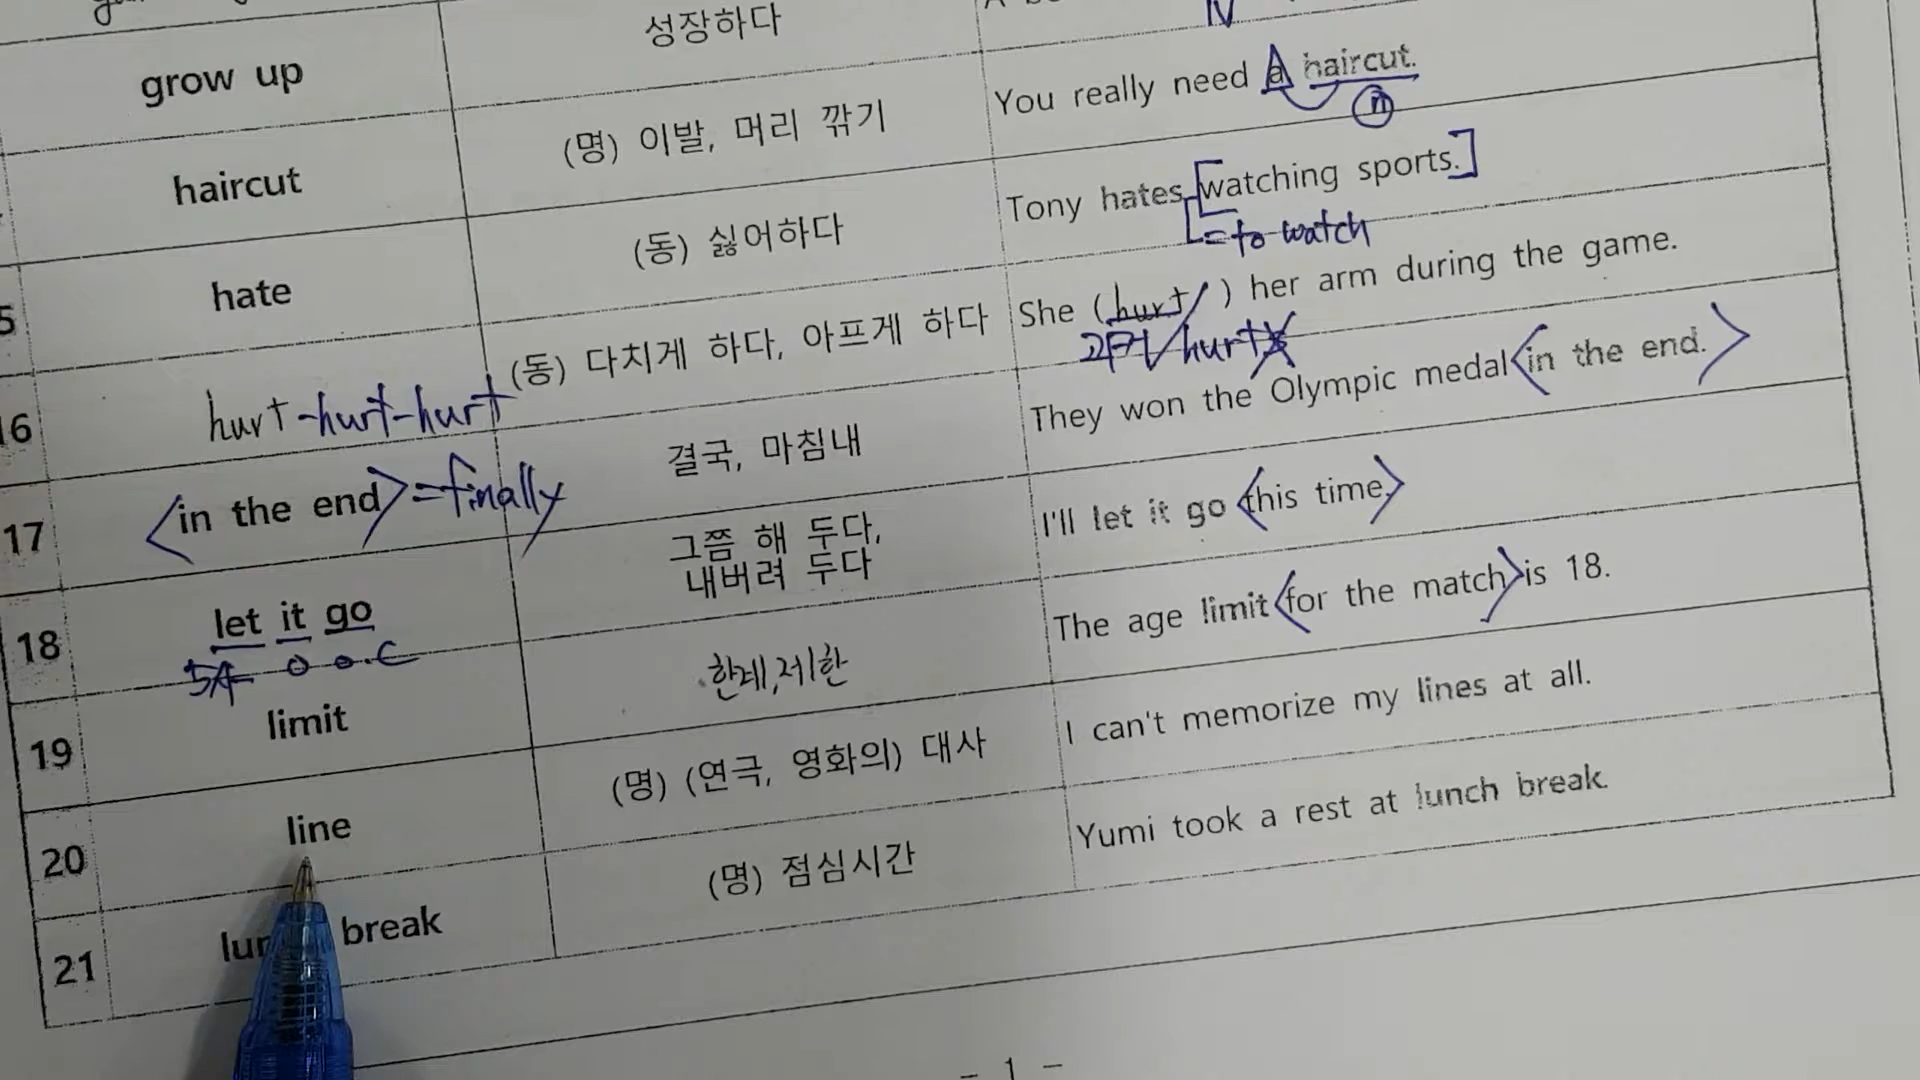 grow up 성장하다
N
haircut (명) 이발, 머리 깎기 You really need a haircut.
n
hate (동) 싫어하다 Tony hates [watching sports.]
= to watch
15
16 hurt-hurt-hurt (동) 다치게 하다, 아프게 하다 She (hurt/ ) her arm during the game.
과거/hurts
17 <in the end>=finally 결국, 마침내 They won the Olympic medal <in the end.>
18 let it go 그쯤 해 두다, 내버려 두다 I'll let it go <this time.>
5가 O O.C
19 limit 한계, 제한 The age limit <for the match> is 18.
20 line (명) (연극, 영화의) 대사 I can't memorize my lines at all.
21 break (명) 점심시간 Yumi took a rest at lunch break.
- 1 -